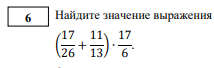 6 Найдите значение выражения
(17/26 + 11/13) · 17/6.